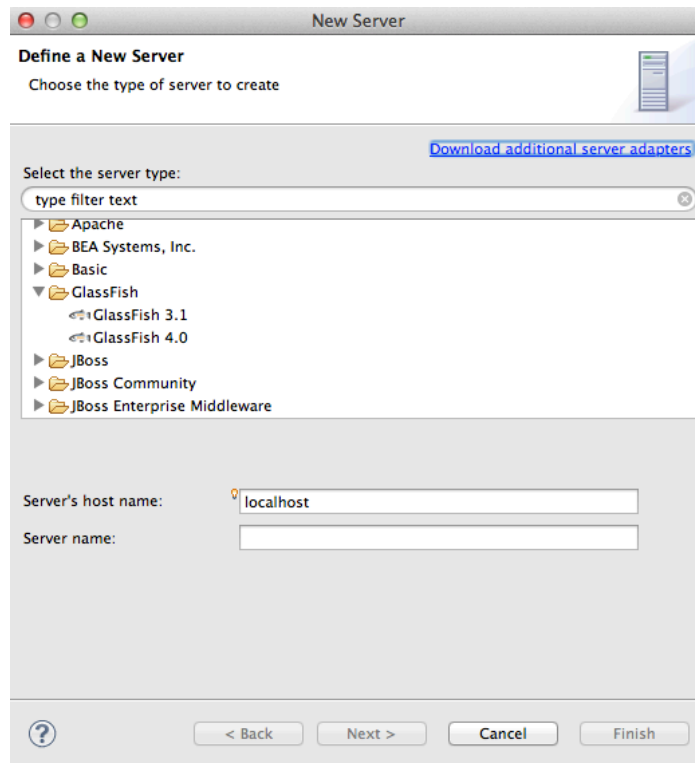 New Server
Define a New Server
Choose the type of server to create
Download additional server adapters
Select the server type:
type filter text
Apache
BEA Systems, Inc.
Basic
GlassFish
GlassFish 3.1
GlassFish 4.0
JBoss
JBoss Community
JBoss Enterprise Middleware
Server's host name: localhost
Server name:
? < Back Next > Cancel Finish